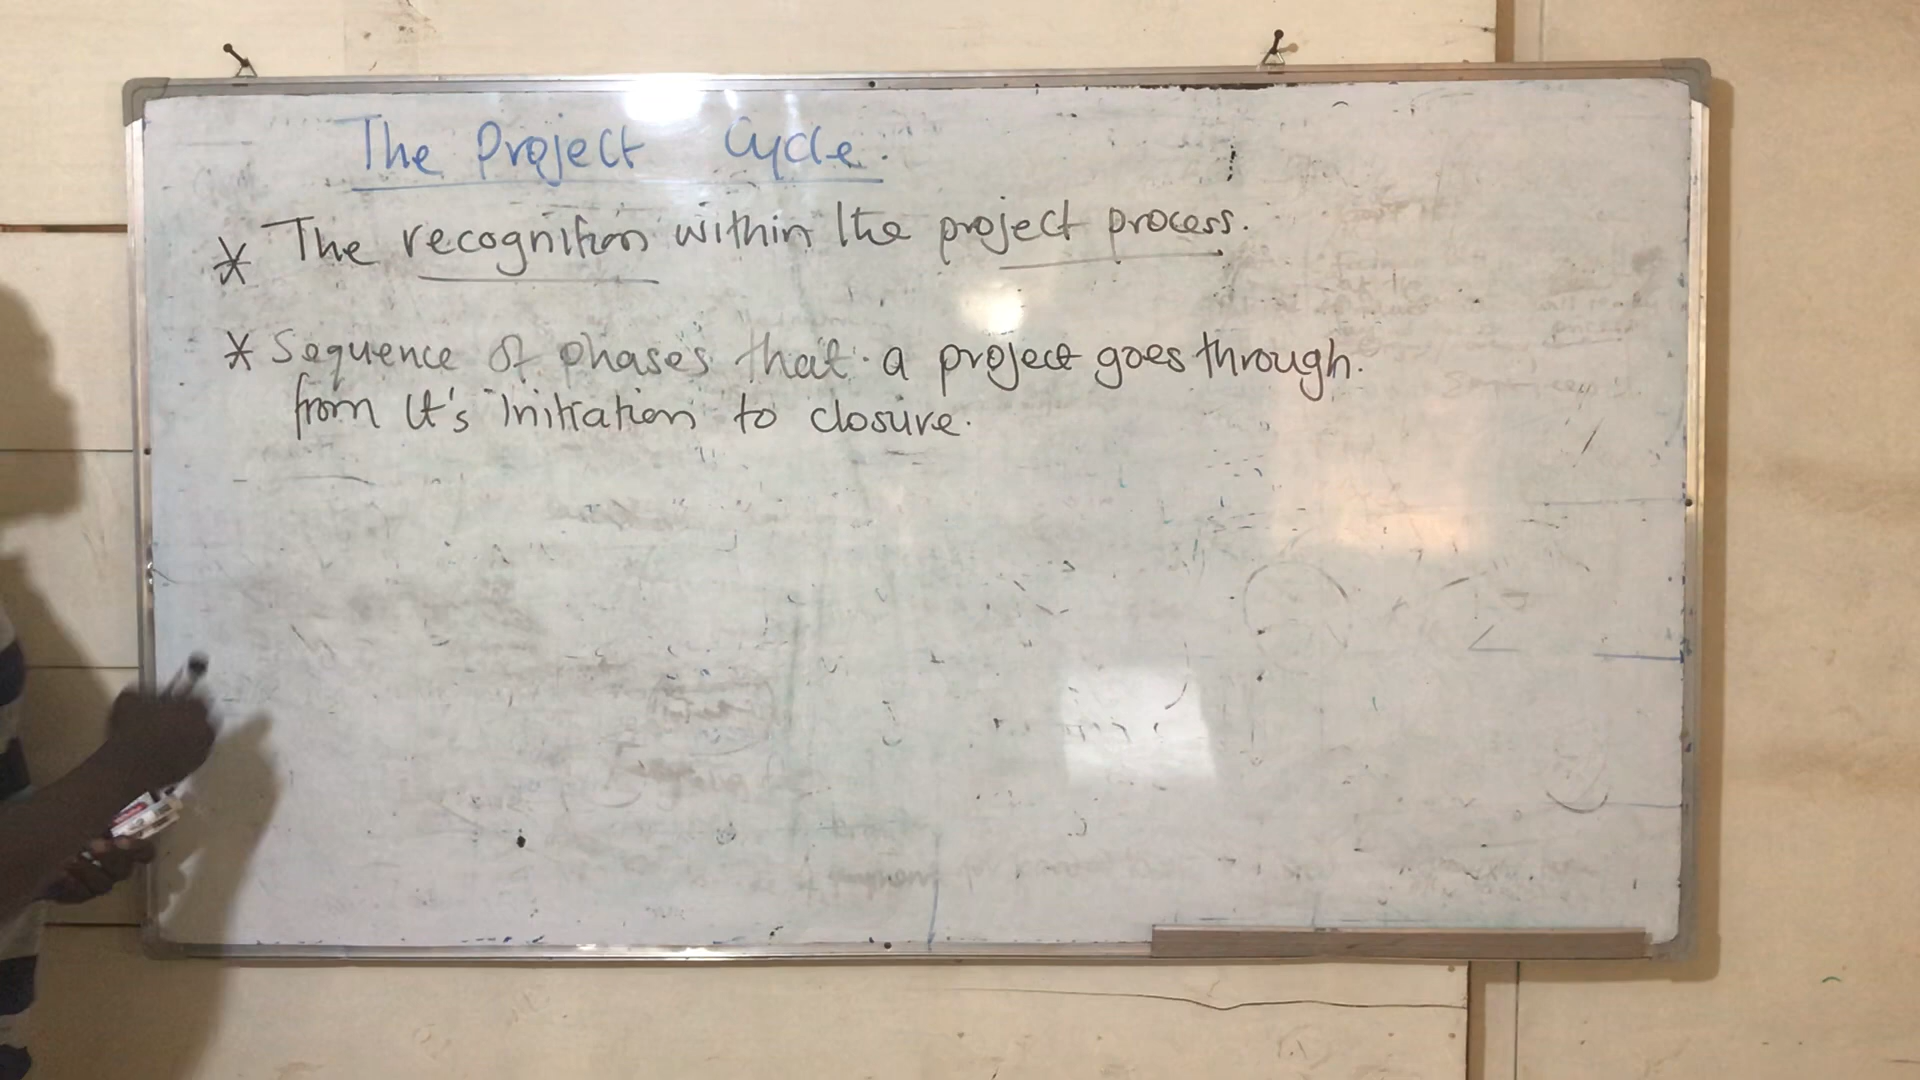 The Project Cycle.
* The recognition within the project process.
* Sequence of phases that a project goes through.
from it's initiation to closure.